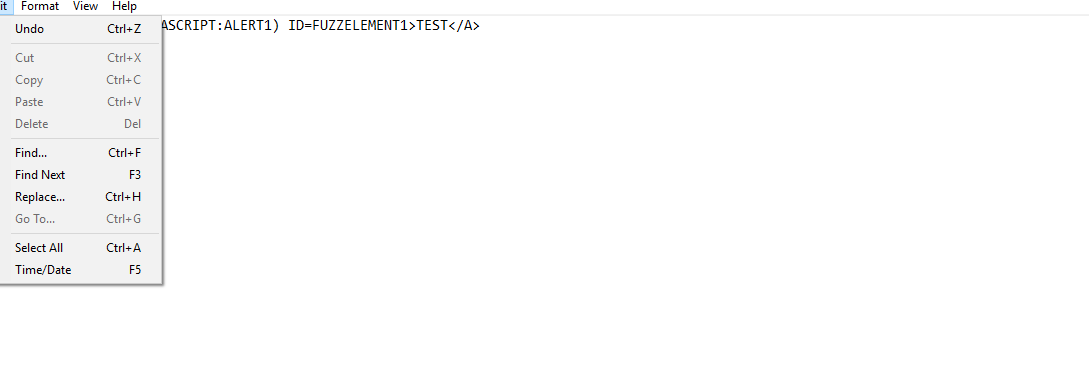 it Format View Help
ASCRIPT:ALERT1) ID=FUZZELEMENT1>TEST</A>
Undo Ctrl+Z
Cut Ctrl+X
Copy Ctrl+C
Paste Ctrl+V
Delete Del
Find... Ctrl+F
Find Next F3
Replace... Ctrl+H
Go To... Ctrl+G
Select All Ctrl+A
Time/Date F5